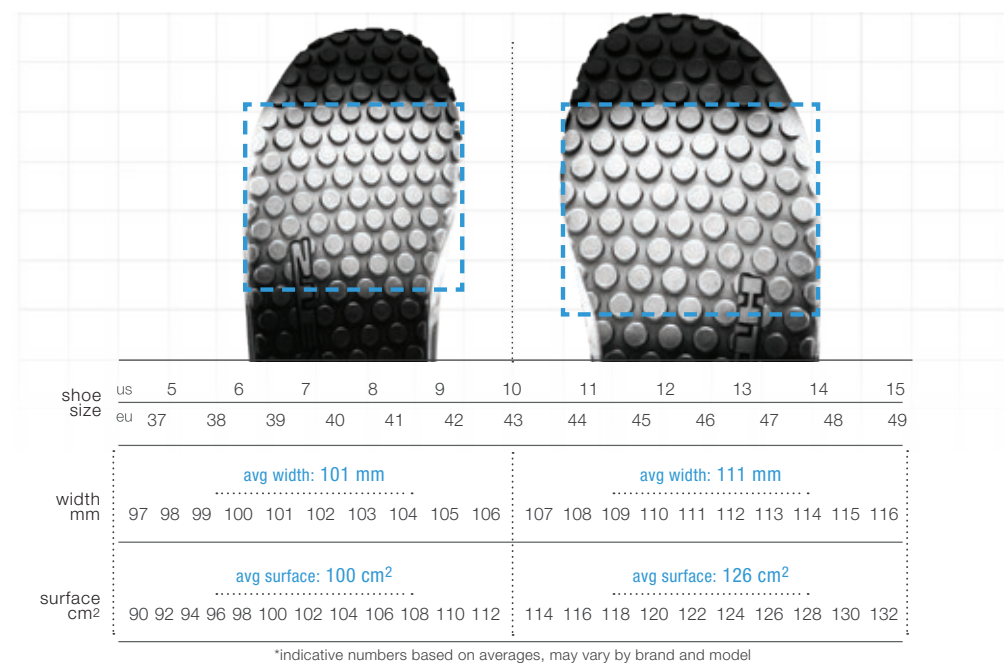 shoe size
us 5 6 7 8 9 10 11 12 13 14 15
eu 37 38 39 40 41 42 43 44 45 46 47 48 49
avg width: 101 mm avg width: 111 mm
width mm
97 98 99 100 101 102 103 104 105 106 107 108 109 110 111 112 113 114 115 116
avg surface: 100 cm² avg surface: 126 cm²
surface cm²
90 92 94 96 98 100 102 104 106 108 110 112 114 116 118 120 122 124 126 128 130 132
*indicative numbers based on averages, may vary by brand and model